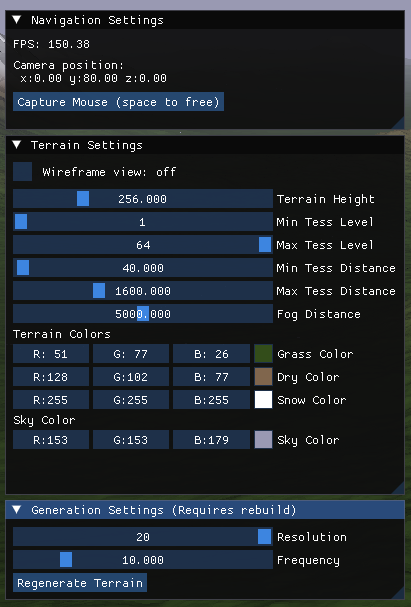 Navigation Settings
FPS: 150.38
Camera position:
x:0.00 y:80.00 z:0.00
Capture Mouse (space to free)
Terrain Settings
Wireframe view: off
256.000 Terrain Height
1 Min Tess Level
64 Max Tess Level
40.000 Min Tess Distance
1600.000 Max Tess Distance
5000.000 Fog Distance
Terrain Colors
R: 51 G: 77 B: 26 Grass Color
R:128 G:102 B: 77 Dry Color
R:255 G:255 B:255 Snow Color
Sky Color
R:153 G:153 B:179 Sky Color
Generation Settings (Requires rebuild)
20 Resolution
10.000 Frequency
Regenerate Terrain